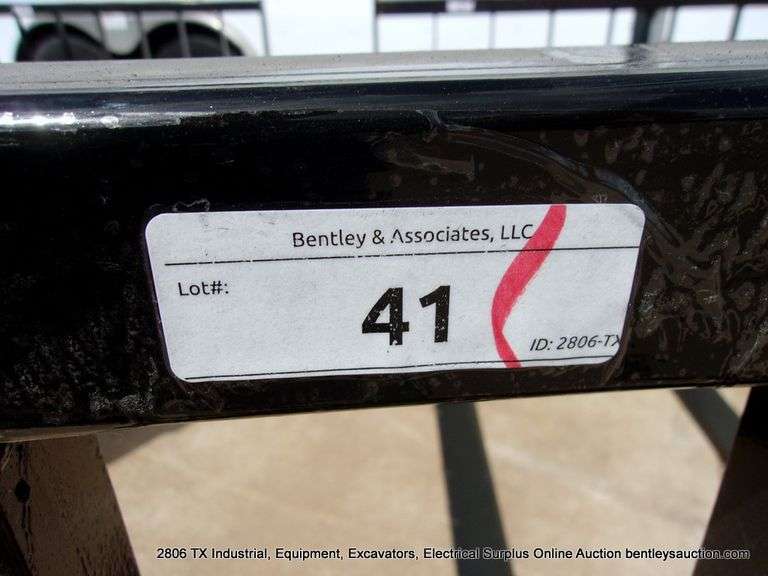 Bentley & Associates, LLC
Lot#:
41
ID: 2806-TX
2806 TX Industrial, Equipment, Excavators, Electrical Surplus Online Auction bentleysauction.com